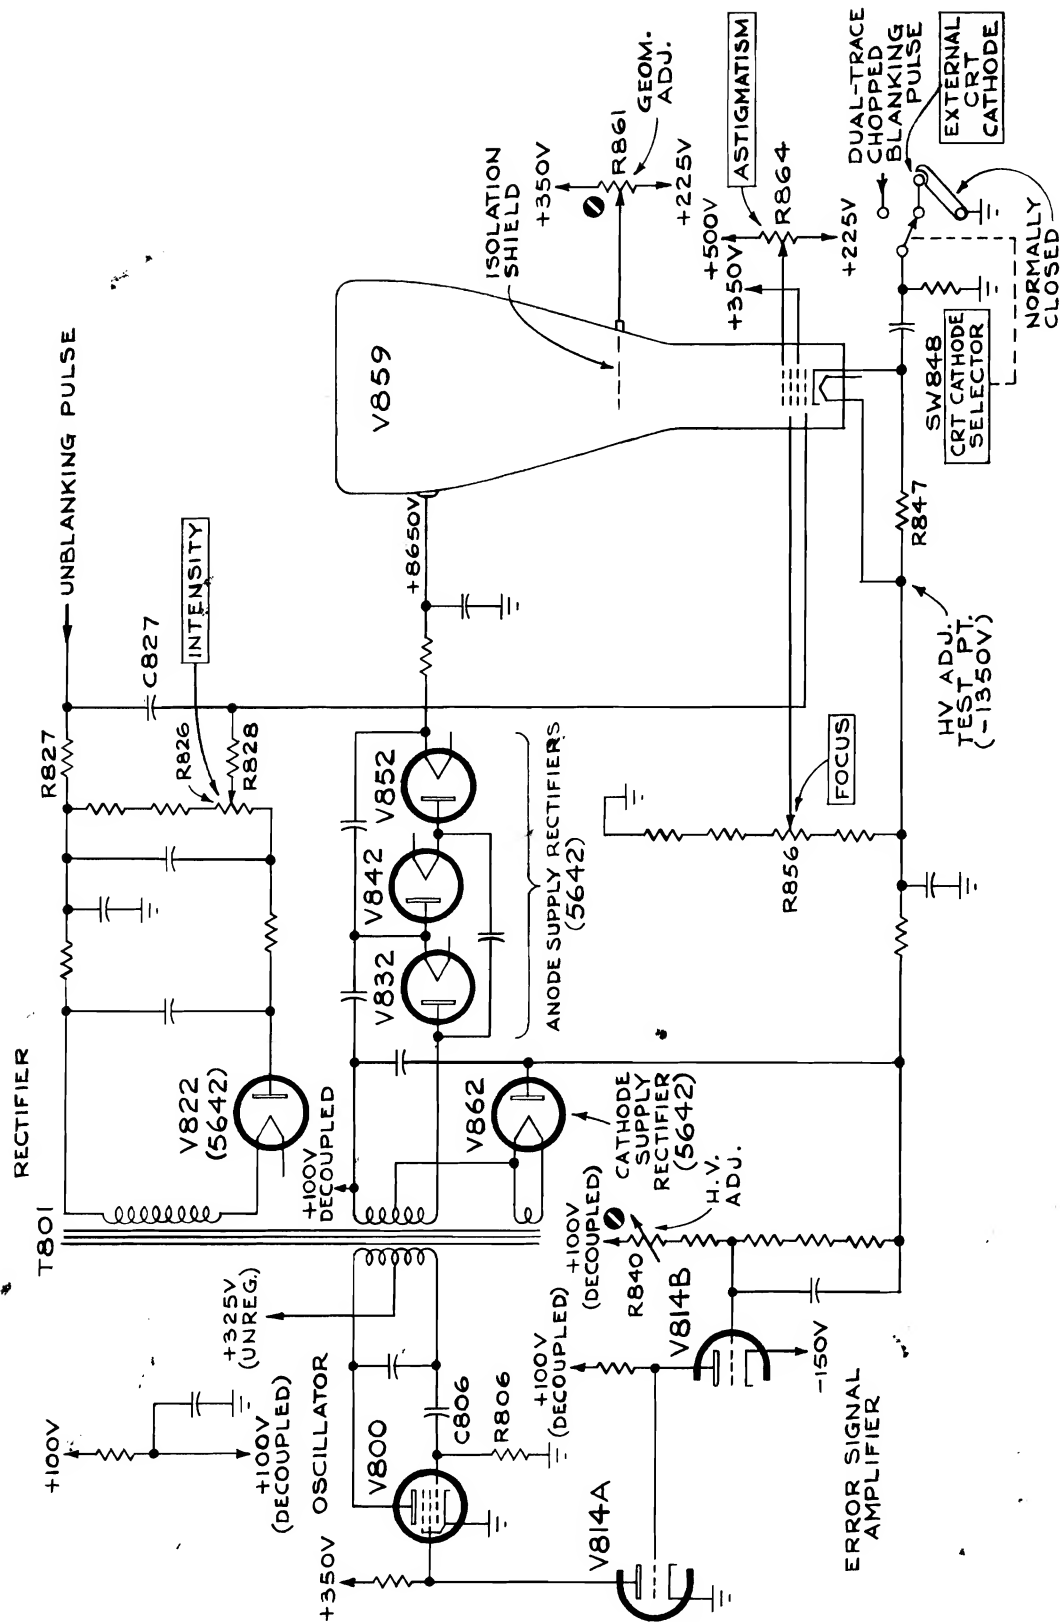 T801
RECTIFIER
V822
(5642)
R827
R826
R828
INTENSITY
C827
UNBLANKING PULSE
+100V
+100V
(DECOUPLED)
+325V
(UNREG.)
OSCILLATOR
V800
C806
R806
+350V
+100V
DECOUPLED
V832
V842
V852
ANODE SUPPLY RECTIFIERS
(5642)
+8650V
V859
V862
CATHODE
SUPPLY
RECTIFIER
(5642)
ISOLATION
SHIELD
+350V
R861
GEOM.
ADJ.
+225V
ASTIGMATISM
+500V
+350V
R864
+225V
DUAL-TRACE
CHOPPED
BLANKING
PULSE
EXTERNAL
CRT
CATHODE
NORMALLY
CLOSED
SW848
CRT CATHODE
SELECTOR
R847
HV ADJ.
TEST PT.
(-1350V)
FOCUS
R856
H.V.
ADJ.
+100V
(DECOUPLED)
R840
+100V
(DECOUPLED)
V814B
-150V
V814A
ERROR SIGNAL
AMPLIFIER